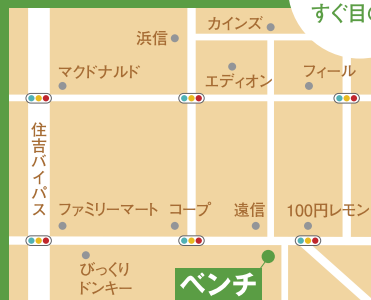 すぐ目の
カインズ
浜信
マクドナルド
エディオン
フィール
住吉バイパス
ファミリーマート
コープ
遠信
100円レモン
びっくり
ドンキー
ベンチ